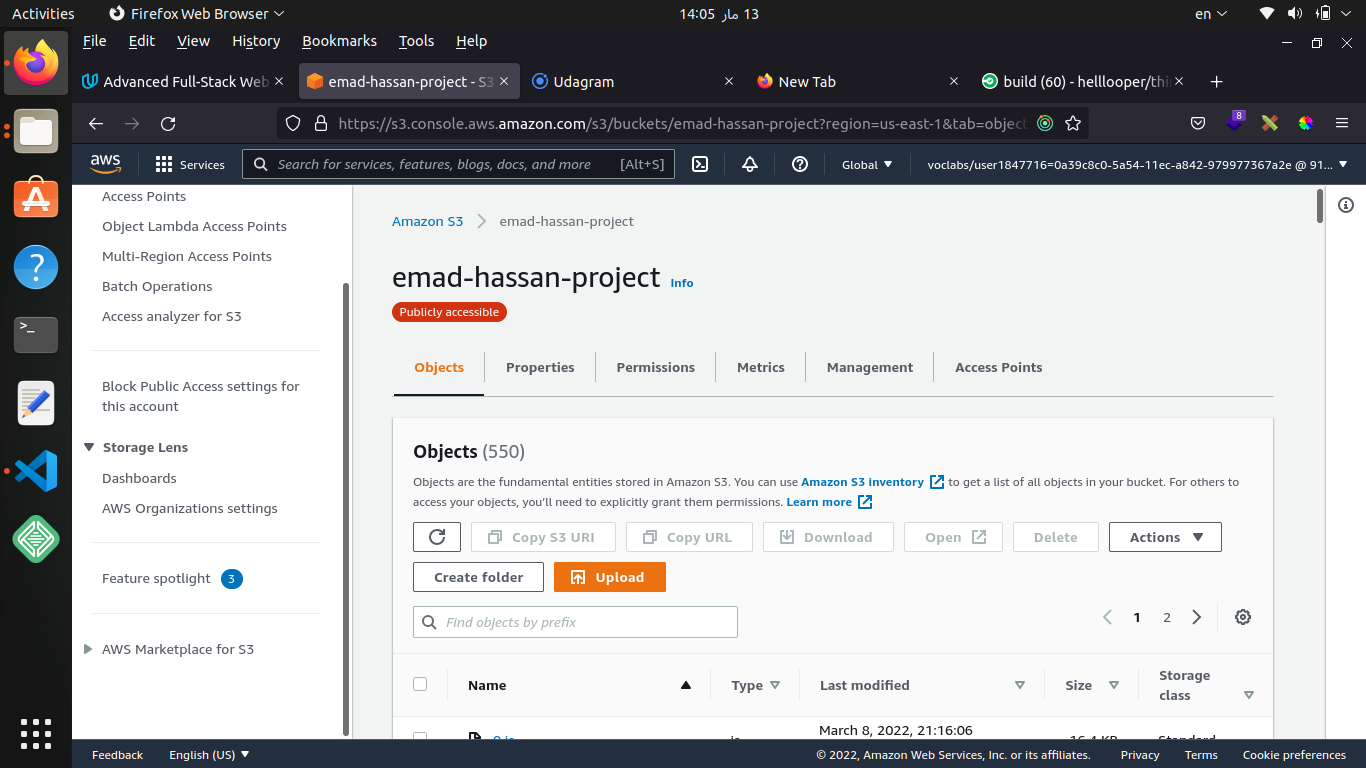 Activities Firefox Web Browser 14:05 13 مار en
File Edit View History Bookmarks Tools Help
Advanced Full-Stack Web emad-hassan-project - S3 Udagram New Tab build (60) - helllooper/thi
https://s3.console.aws.amazon.com/s3/buckets/emad-hassan-project?region=us-east-1&tab=object 8
aws Services Search for services, features, blogs, docs, and more [Alt+S] Global voclabs/user1847716=0a39c8c0-5a54-11ec-a842-979977367a2e @ 91...
Access Points
Object Lambda Access Points
Multi-Region Access Points
Batch Operations
Access analyzer for S3
Block Public Access settings for
this account
Storage Lens
Dashboards
AWS Organizations settings
Feature spotlight 3
AWS Marketplace for S3
Amazon S3 emad-hassan-project
emad-hassan-project Info
Publicly accessible
Objects Properties Permissions Metrics Management Access Points
Objects (550)
Objects are the fundamental entities stored in Amazon S3. You can use Amazon S3 inventory to get a list of all objects in your bucket. For others to
access your objects, you'll need to explicitly grant them permissions. Learn more
Copy S3 URI Copy URL Download Open Delete Actions
Create folder Upload
Find objects by prefix 1 2
Name Type Last modified Size Storage
class
March 8, 2022, 21:16:06
Standard
Feedback English (US) © 2022, Amazon Web Services, Inc. or its affiliates. Privacy Terms Cookie preferences